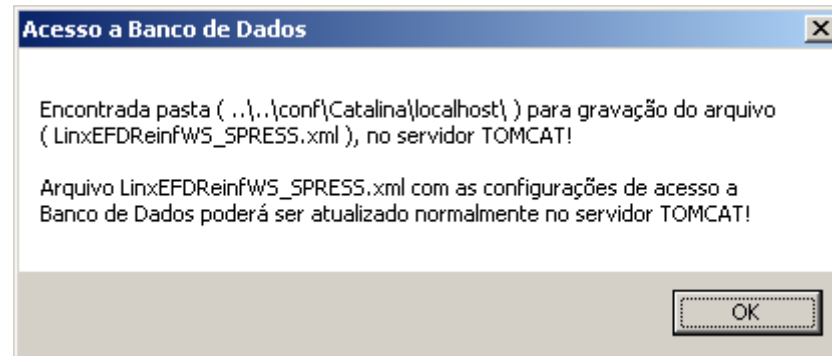 Acesso a Banco de Dados
Encontrada pasta ( ..\..\conf\Catalina\localhost\ ) para gravação do arquivo
( LinxEFDReinfWS_SPRESS.xml ), no servidor TOMCAT!
Arquivo LinxEFDReinfWS_SPRESS.xml com as configurações de acesso a
Banco de Dados poderá ser atualizado normalmente no servidor TOMCAT!
OK